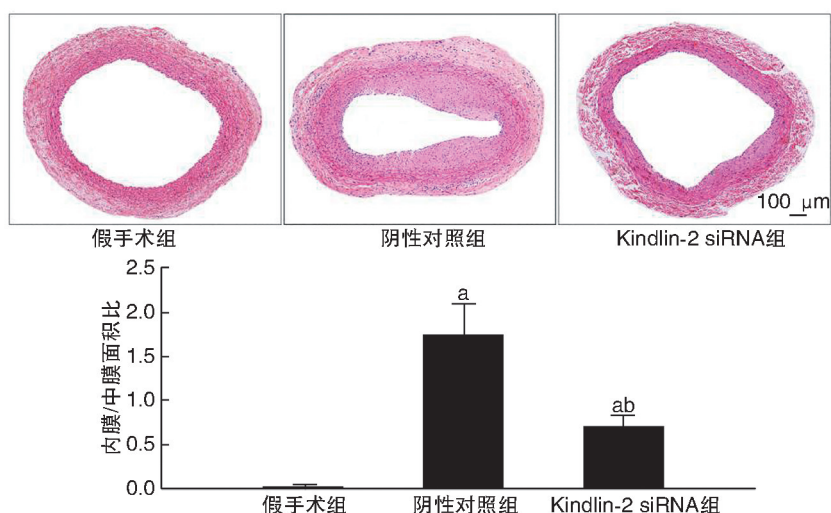 100 μm
假手术组
阴性对照组
Kindlin-2 siRNA组
内膜/中膜面积比
2.5
2.0
1.5
1.0
0.5
0.0
a
ab
假手术组
阴性对照组
Kindlin-2 siRNA组